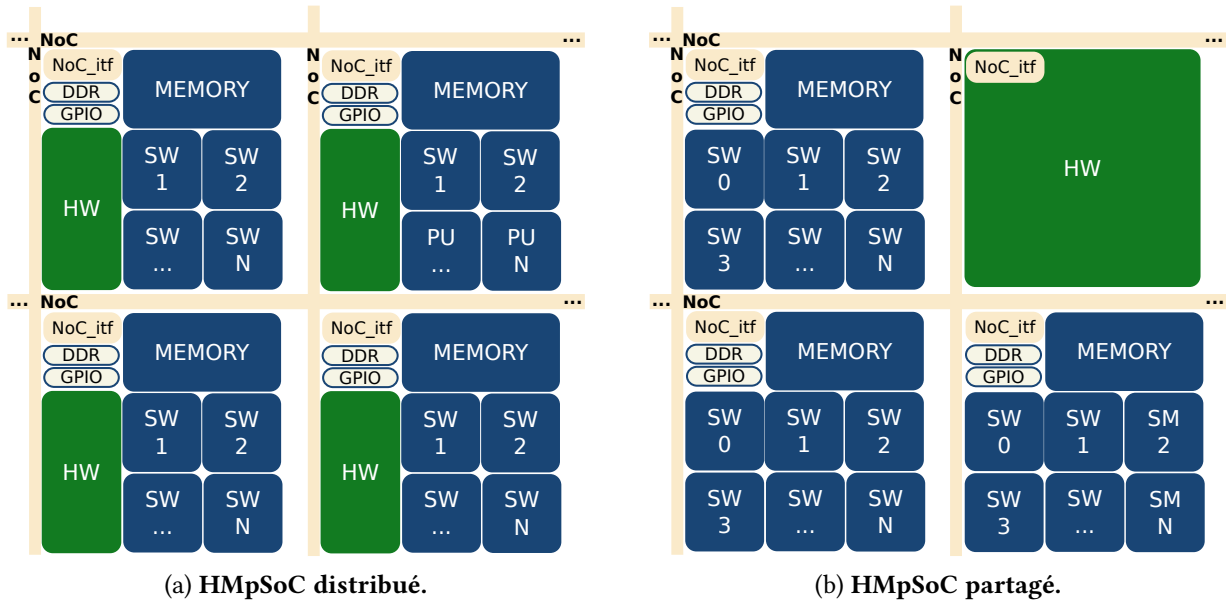 ... NoC ...
NoC
NoC
NoC_itf
DDR
GPIO
MEMORY
HW
SW
1
SW
2
SW
...
SW
N
NoC_itf
DDR
GPIO
MEMORY
HW
SW
1
SW
2
PU
...
PU
N
... NoC ...
NoC_itf
DDR
GPIO
MEMORY
HW
SW
1
SW
2
SW
...
SW
N
NoC_itf
DDR
GPIO
MEMORY
HW
SW
1
SW
2
SW
...
SW
N
(a) HMpSoC distribué.
... NoC ...
NoC
NoC
NoC_itf
DDR
GPIO
MEMORY
SW
0
SW
1
SW
2
SW
3
SW
...
SW
N
NoC_itf
HW
... NoC ...
NoC_itf
DDR
GPIO
MEMORY
SW
0
SW
1
SW
2
SW
3
SW
...
SW
N
NoC_itf
DDR
GPIO
MEMORY
SW
0
SW
1
SM
2
SW
3
SW
...
SM
N
(b) HMpSoC partagé.